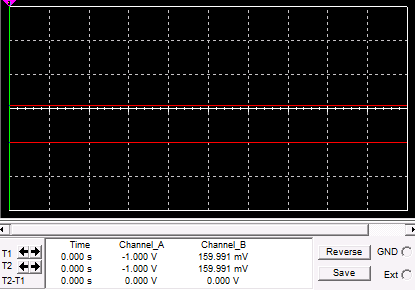 Time Channel_A Channel_B
T1 0.000 s -1.000 V 159.991 mV
T2 0.000 s -1.000 V 159.991 mV
T2-T1 0.000 s 0.000 V 0.000 V
Reverse GND
Save Ext